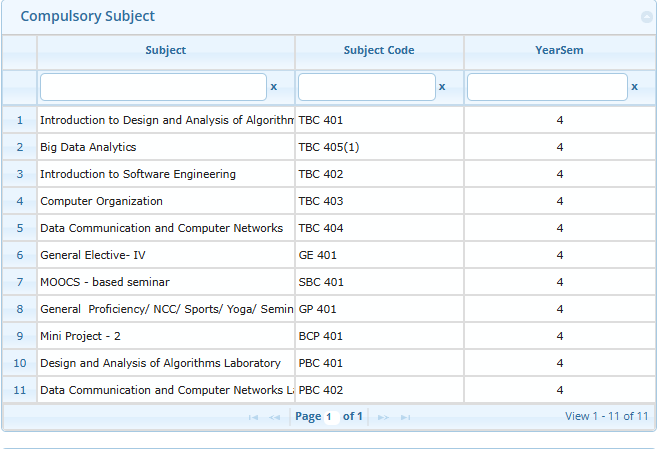 Compulsory Subject
Subject Subject Code YearSem
x x x
1 Introduction to Design and Analysis of Algorithm TBC 401 4
2 Big Data Analytics TBC 405(1) 4
3 Introduction to Software Engineering TBC 402 4
4 Computer Organization TBC 403 4
5 Data Communication and Computer Networks TBC 404 4
6 General Elective- IV GE 401 4
7 MOOCS - based seminar SBC 401 4
8 General Proficiency/ NCC/ Sports/ Yoga/ Semin GP 401 4
9 Mini Project - 2 BCP 401 4
10 Design and Analysis of Algorithms Laboratory PBC 401 4
11 Data Communication and Computer Networks La PBC 402 4
Page 1 of 1 View 1 - 11 of 11